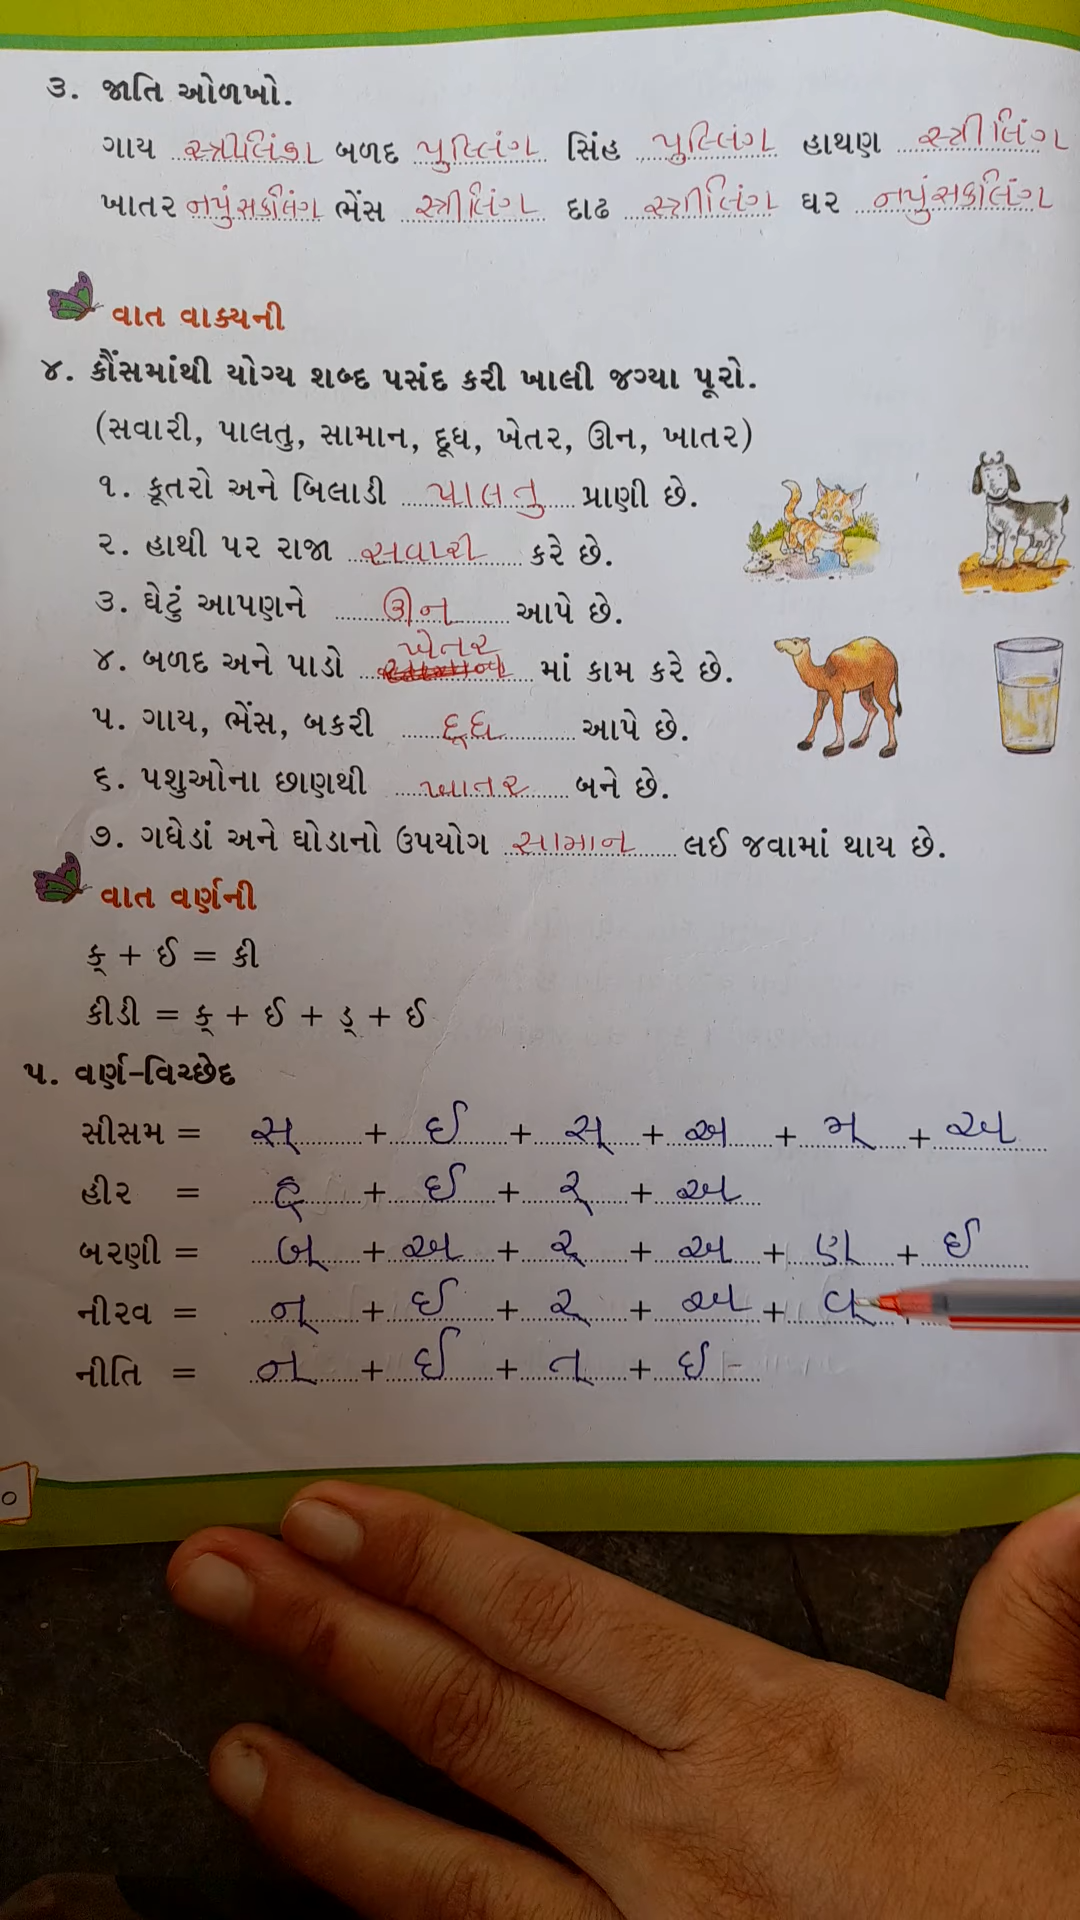 ૩. જાતિ ઓળખો.
ગાય સ્ત્રીલિંગ બળદ પુલ્લિંગ સિંહ પુલ્લિંગ હાથણ સ્ત્રીલિંગ
ખાતર નપુંસકલિંગ ભેંસ સ્ત્રીલિંગ દાઢ સ્ત્રીલિંગ ઘર નપુંસકલિંગ
વાત વાક્યની
૪. કૌંસમાંથી યોગ્ય શબ્દ પસંદ કરી ખાલી જગ્યા પૂરો.
(સવારી, પાલતુ, સામાન, દૂધ, ખેતર, ઊન, ખાતર)
૧. કૂતરો અને બિલાડી પાલતુ પ્રાણી છે.
૨. હાથી પર રાજા સવારી કરે છે.
૩. ઘેટું આપણને ઊન આપે છે.
૪. બળદ અને પાડો ખેતર માં કામ કરે છે.
૫. ગાય, ભેંસ, બકરી દૂધ આપે છે.
૬. પશુઓના છાણથી ખાતર બને છે.
૭. ગધેડાં અને ઘોડાનો ઉપયોગ સામાન લઈ જવામાં થાય છે.
વાત વર્ણની
ક્ + ઈ = કી
કીડી = ક્ + ઈ + ડ્ + ઈ
૫. વર્ણ-વિચ્છેદ
સીસમ = સ્ + ઈ + સ્ + અ + મ્ + અ
હીર = હ્ + ઈ + ર્ + અ
બરણી = બ્ + અ + ર્ + અ + ણ્ + ઈ
નીરવ = ન્ + ઈ + ર્ + અ + વ્
નીતિ = ન્ + ઈ + ત્ + ઇ
૦